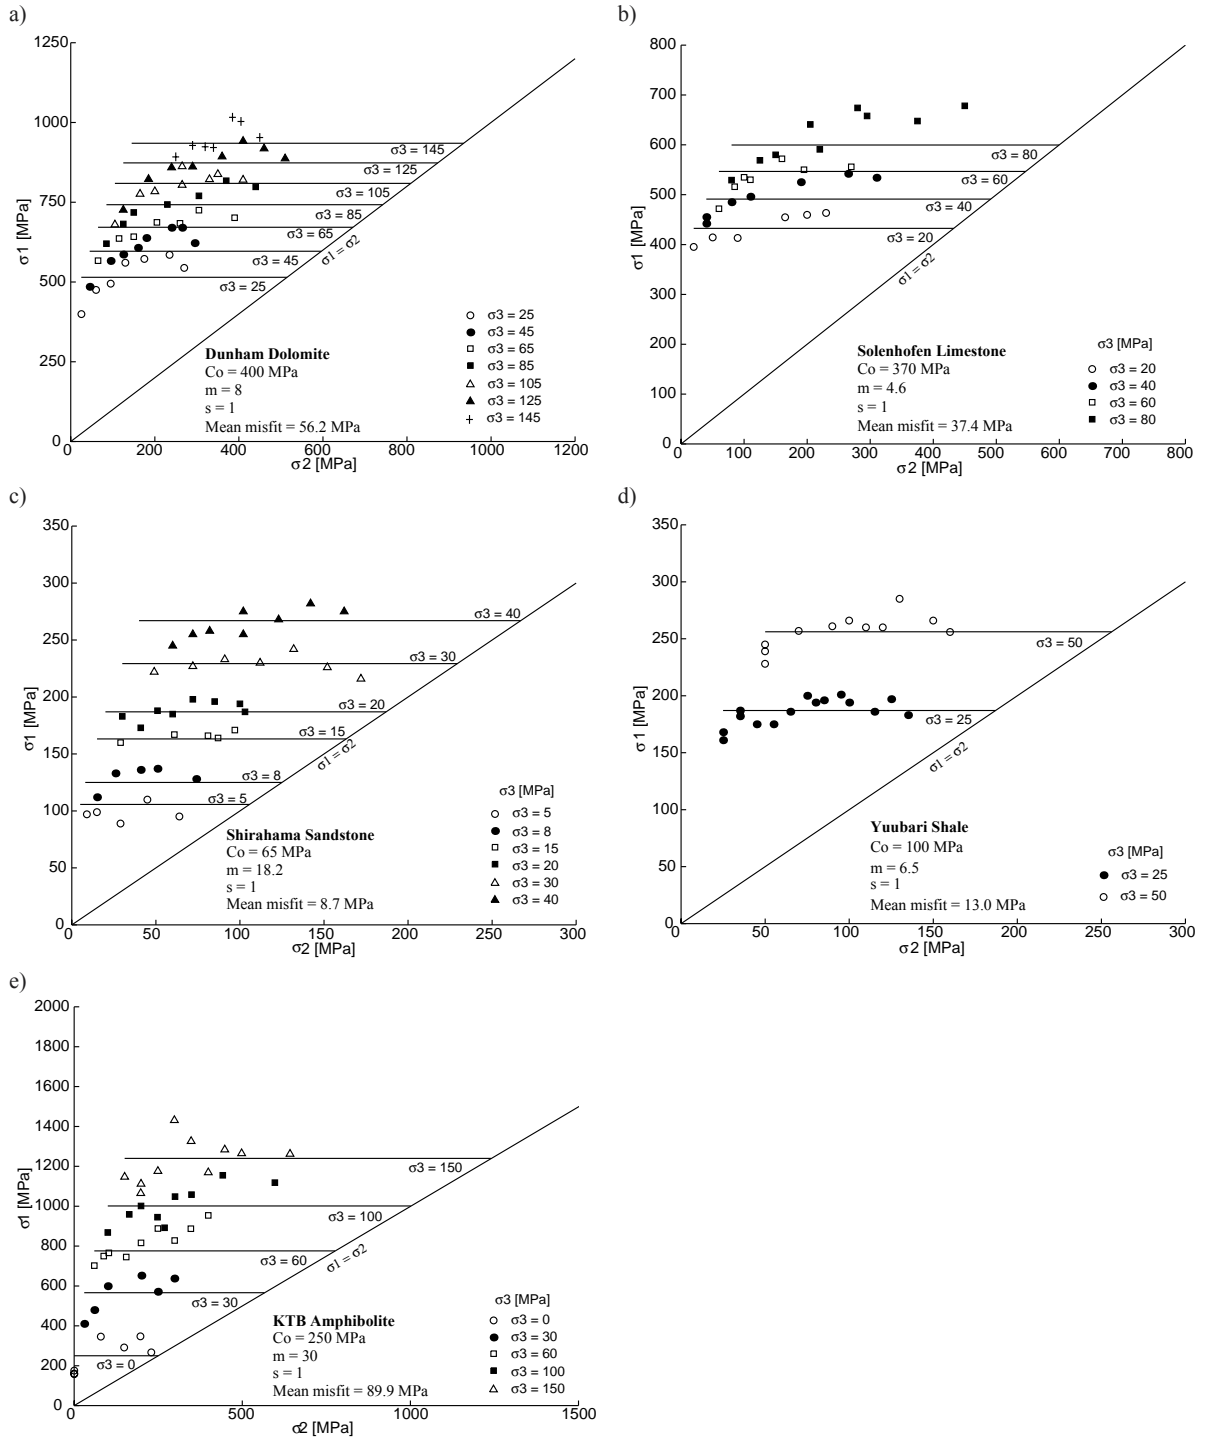 a)
1250
1000
750
500
250
0
σ1 [MPa]
σ3 = 145
σ3 = 125
σ3 = 105
σ3 = 85
σ3 = 65
σ3 = 45
σ3 = 25
σ1 = σ2
Dunham Dolomite
Co = 400 MPa
m = 8
s = 1
Mean misfit = 56.2 MPa
σ3 = 25
σ3 = 45
σ3 = 65
σ3 = 85
σ3 = 105
σ3 = 125
σ3 = 145
0 200 400 600 800 1000 1200
σ2 [MPa]
b)
800
700
600
500
400
300
200
100
0
σ1 [MPa]
σ3 = 80
σ3 = 60
σ3 = 40
σ3 = 20
σ1 = σ2
Solenhofen Limestone
Co = 370 MPa
m = 4.6
s = 1
Mean misfit = 37.4 MPa
σ3 [MPa]
σ3 = 20
σ3 = 40
σ3 = 60
σ3 = 80
0 100 200 300 400 500 600 700 800
σ2 [MPa]
c)
350
300
250
200
150
100
50
0
σ1 [MPa]
σ3 = 40
σ3 = 30
σ3 = 20
σ3 = 15
σ3 = 8
σ3 = 5
σ1 = σ2
Shirahama Sandstone
Co = 65 MPa
m = 18.2
s = 1
Mean misfit = 8.7 MPa
σ3 [MPa]
σ3 = 5
σ3 = 8
σ3 = 15
σ3 = 20
σ3 = 30
σ3 = 40
0 50 100 150 200 250 300
σ2 [MPa]
d)
350
300
250
200
150
100
50
0
σ1 [MPa]
σ3 = 50
σ3 = 25
σ1 = σ2
Yuubari Shale
Co = 100 MPa
m = 6.5
s = 1
Mean misfit = 13.0 MPa
σ3 [MPa]
σ3 = 25
σ3 = 50
0 50 100 150 200 250 300
σ2 [MPa]
e)
2000
1800
1600
1400
1200
1000
800
600
400
200
0
σ1 [MPa]
σ3 = 150
σ3 = 100
σ3 = 60
σ3 = 30
σ3 = 0
σ1 = σ2
KTB Amphibolite
Co = 250 MPa
m = 30
s = 1
Mean misfit = 89.9 MPa
σ3 [MPa]
σ3 = 0
σ3 = 30
σ3 = 60
σ3 = 100
σ3 = 150
0 500 1000 1500
σ2 [MPa]